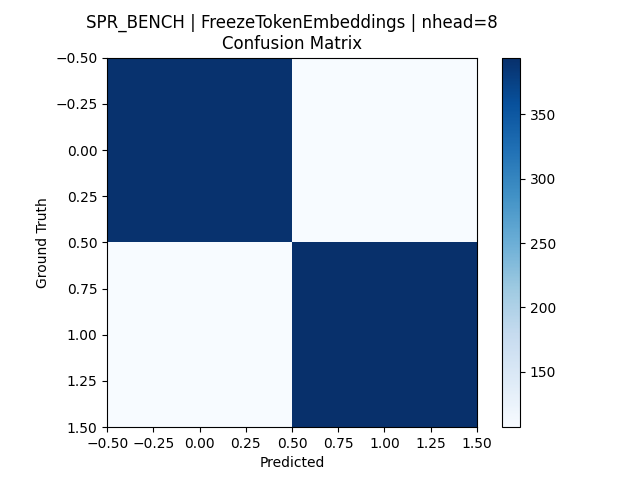 SPR_BENCH | FreezeTokenEmbeddings | nhead=8
Confusion Matrix
−0.50
−0.25
0.00
0.25
0.50
0.75
1.00
1.25
1.50
Ground Truth
−0.50 −0.25 0.00 0.25 0.50 0.75 1.00 1.25 1.50
Predicted
350
300
250
200
150